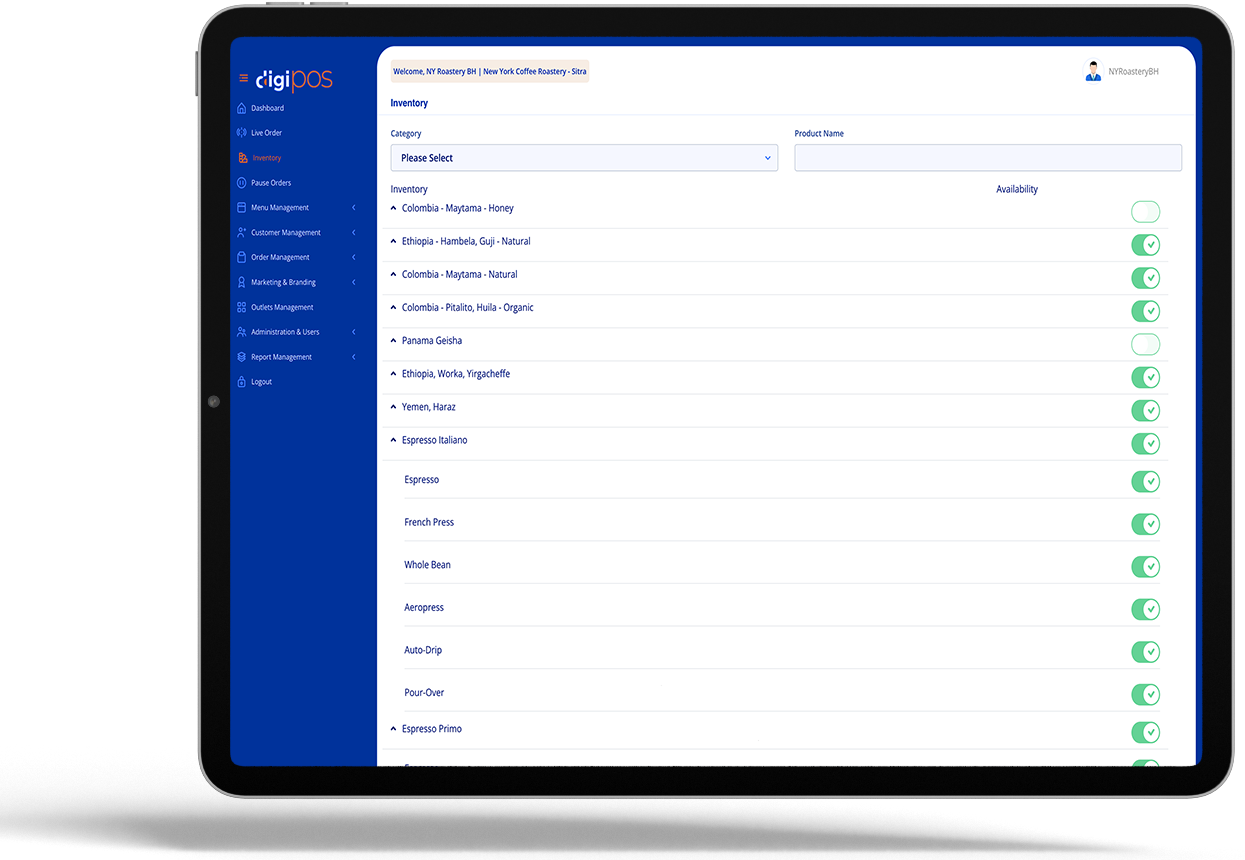 digiPOS
Dashboard
Live Order
Inventory
Pause Orders
Menu Management
Customer Management
Order Management
Marketing & Branding
Outlets Management
Administration & Users
Report Management
Logout
Welcome, NY Roastery BH | New York Coffee Roastery - Sitra
NYRoasteryBH
Inventory
Category
Product Name
Please Select
Inventory
Availability
Colombia - Maytama - Honey
Ethiopia - Hambela, Guji - Natural
Colombia - Maytama - Natural
Colombia - Pitalito, Huila - Organic
Panama Geisha
Ethiopia, Worka, Yirgacheffe
Yemen, Haraz
Espresso Italiano
Espresso
French Press
Whole Bean
Aeropress
Auto-Drip
Pour-Over
Espresso Primo